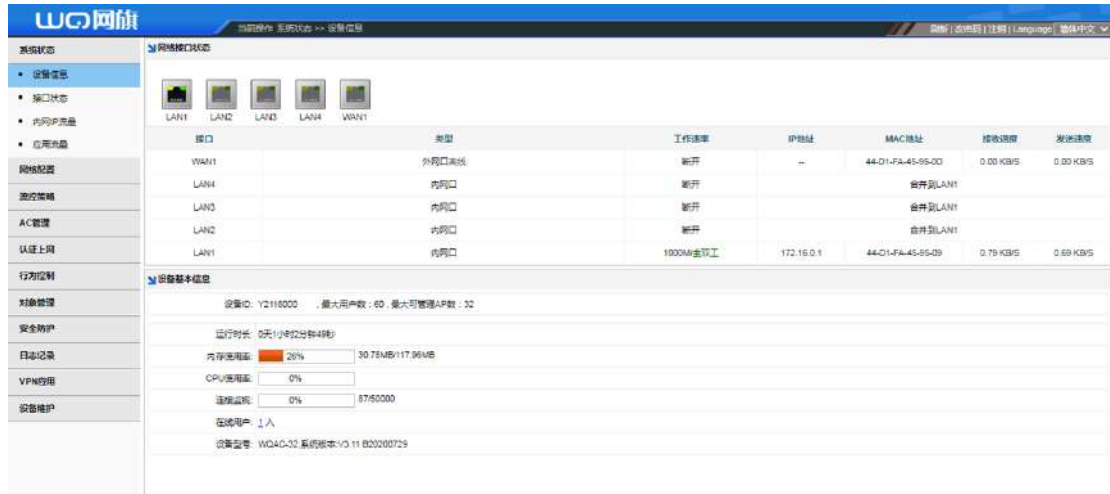 WQ网旗
当前操作 系统状态 >> 设备信息
刷新 | 改密码 | 注销 | Language 简体中文
系统状态
设备信息
接口状态
内网IP流量
应用流量
网络配置
流控策略
AC管理
认证上网
行为控制
对象管理
安全防护
日志记录
VPN应用
设备维护
网络接口状态
LAN1 LAN2 LAN3 LAN4 WAN1
接口 类型 工作速率 IP地址 MAC地址 接收速度 发送速度
WAN1 外网口离线 断开 -- 44-D1-FA-45-95-0D 0.00 KB/S 0.00 KB/S
LAN4 内网口 断开 合并到LAN1
LAN3 内网口 断开 合并到LAN1
LAN2 内网口 断开 合并到LAN1
LAN1 内网口 1000M/全双工 172.16.0.1 44-D1-FA-45-95-09 0.79 KB/S 0.69 KB/S
设备基本信息
设备ID: Y2116000 , 最大用户数 : 60 , 最大可管理AP数 : 32
运行时长: 0天1小时2分钟49秒
内存使用率: 26% 30.78MB/117.96MB
CPU使用率: 0%
连接监视: 0% 87/50000
在线用户: 1 人
设备型号: WQAC-32,系统版本:V3.11 B20200729